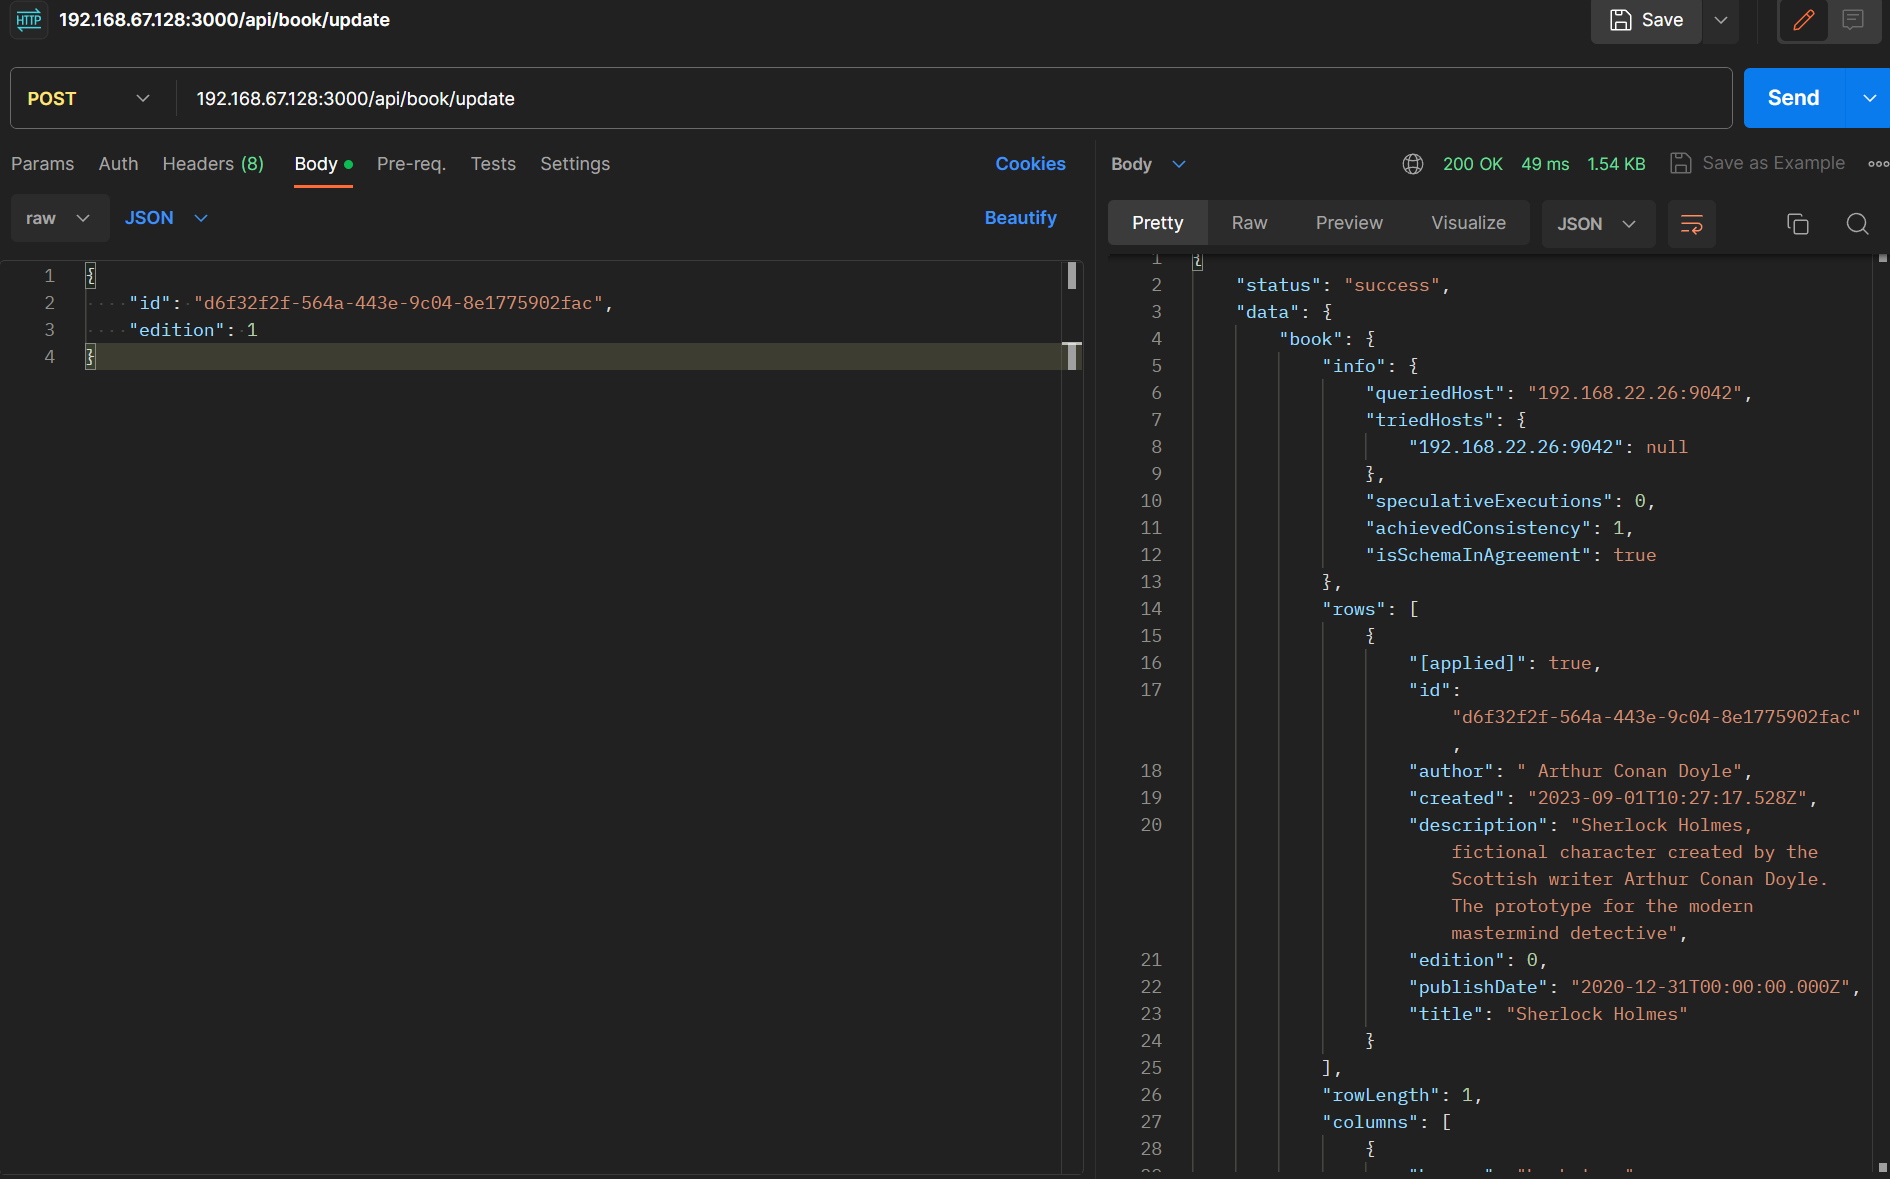 HTTP 192.168.67.128:3000/api/book/update
Save
POST 192.168.67.128:3000/api/book/update
Send
Params Auth Headers (8) Body Pre-req. Tests Settings Cookies
raw JSON Beautify
1 {
2 "id": "d6f32f2f-564a-443e-9c04-8e1775902fac",
3 "edition": 1
4 }
Body 200 OK 49 ms 1.54 KB Save as Example
Pretty Raw Preview Visualize JSON
1 {
2 "status": "success",
3 "data": {
4 "book": {
5 "info": {
6 "queriedHost": "192.168.22.26:9042",
7 "triedHosts": {
8 "192.168.22.26:9042": null
9 },
10 "speculativeExecutions": 0,
11 "achievedConsistency": 1,
12 "isSchemaInAgreement": true
13 },
14 "rows": [
15 {
16 "[applied]": true,
17 "id":
"d6f32f2f-564a-443e-9c04-8e1775902fac"
,
18 "author": " Arthur Conan Doyle",
19 "created": "2023-09-01T10:27:17.528Z",
20 "description": "Sherlock Holmes,
fictional character created by the
Scottish writer Arthur Conan Doyle.
The prototype for the modern
mastermind detective",
21 "edition": 0,
22 "publishDate": "2020-12-31T00:00:00.000Z",
23 "title": "Sherlock Holmes"
24 }
25 ],
26 "rowLength": 1,
27 "columns": [
28 {